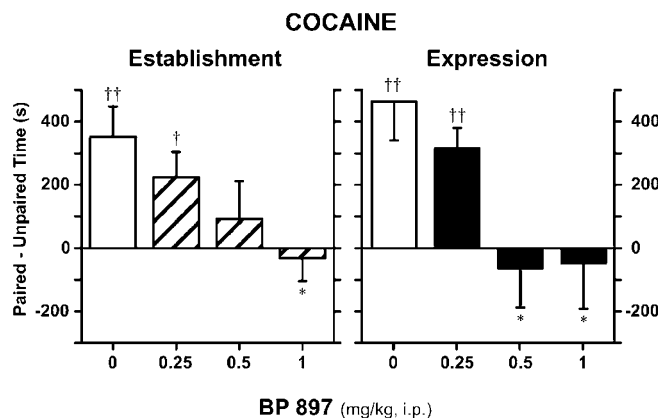 COCAINE
Establishment Expression
Paired - Unpaired Time (s)
400
200
0
-200
††
†
*
0 0.25 0.5 1
††
††
*
*
400
200
0
-200
0 0.25 0.5 1
BP 897 (mg/kg, i.p.)